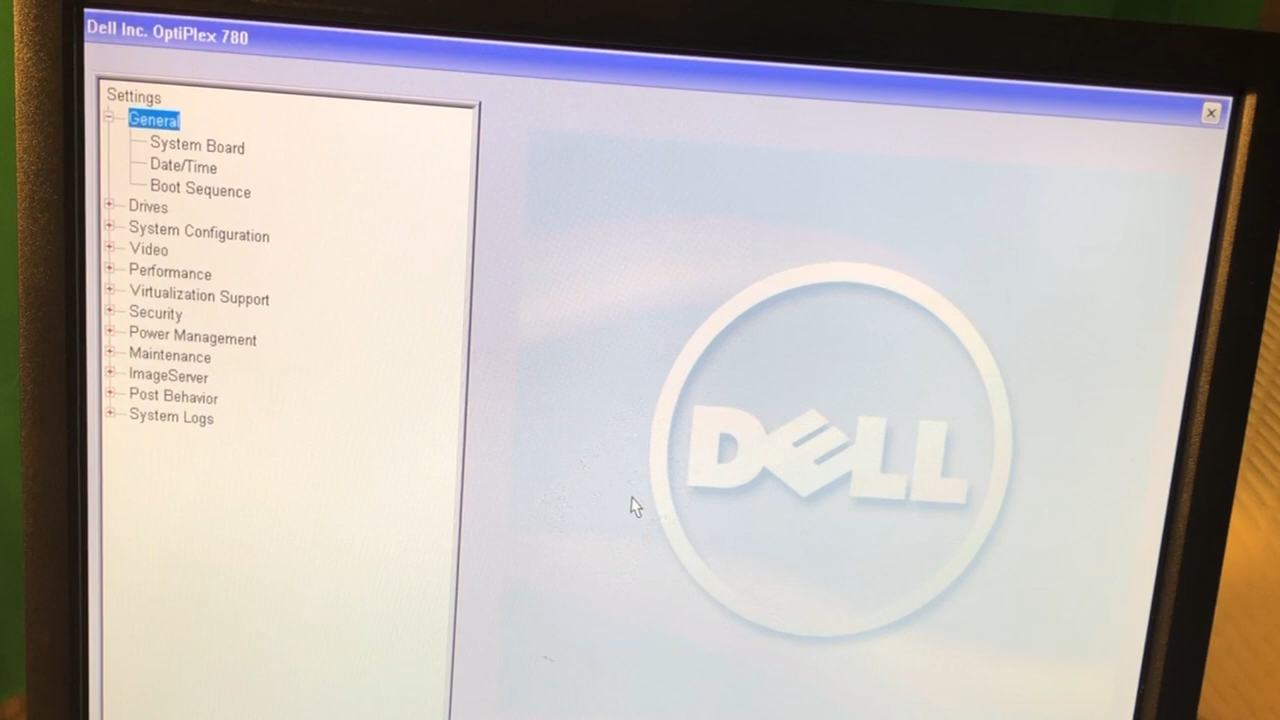 Dell Inc. OptiPlex 780
Settings
General
System Board
Date/Time
Boot Sequence
Drives
System Configuration
Video
Performance
Virtualization Support
Security
Power Management
Maintenance
ImageServer
Post Behavior
System Logs
DELL